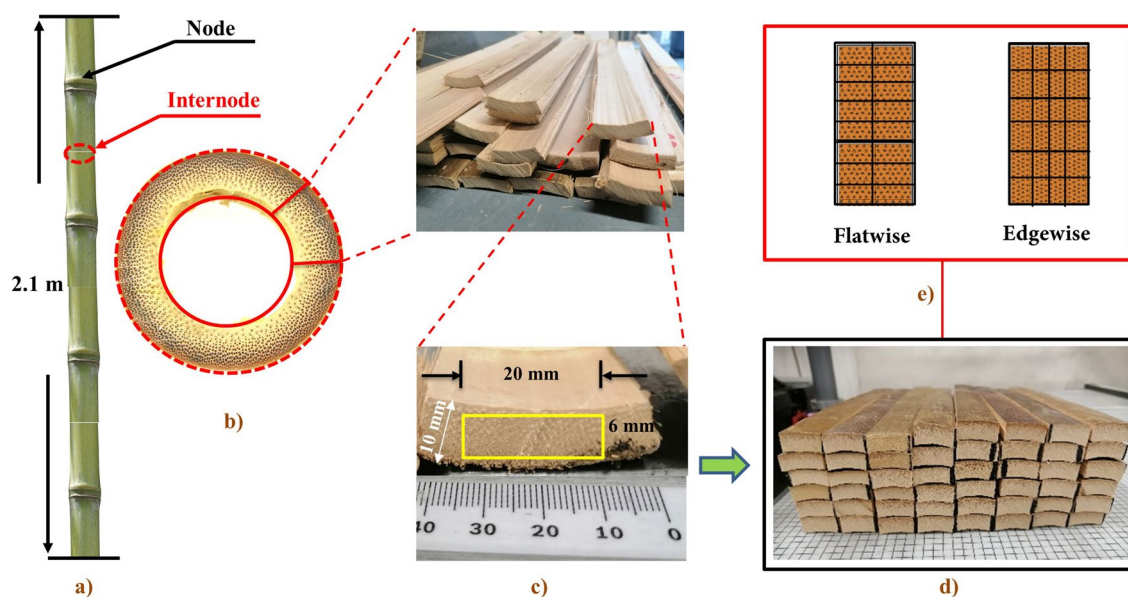 Node
Internode
2.1 m
a)
b)
20 mm
10 mm
6 mm
40 30 20 10 0
c)
Flatwise
Edgewise
e)
d)